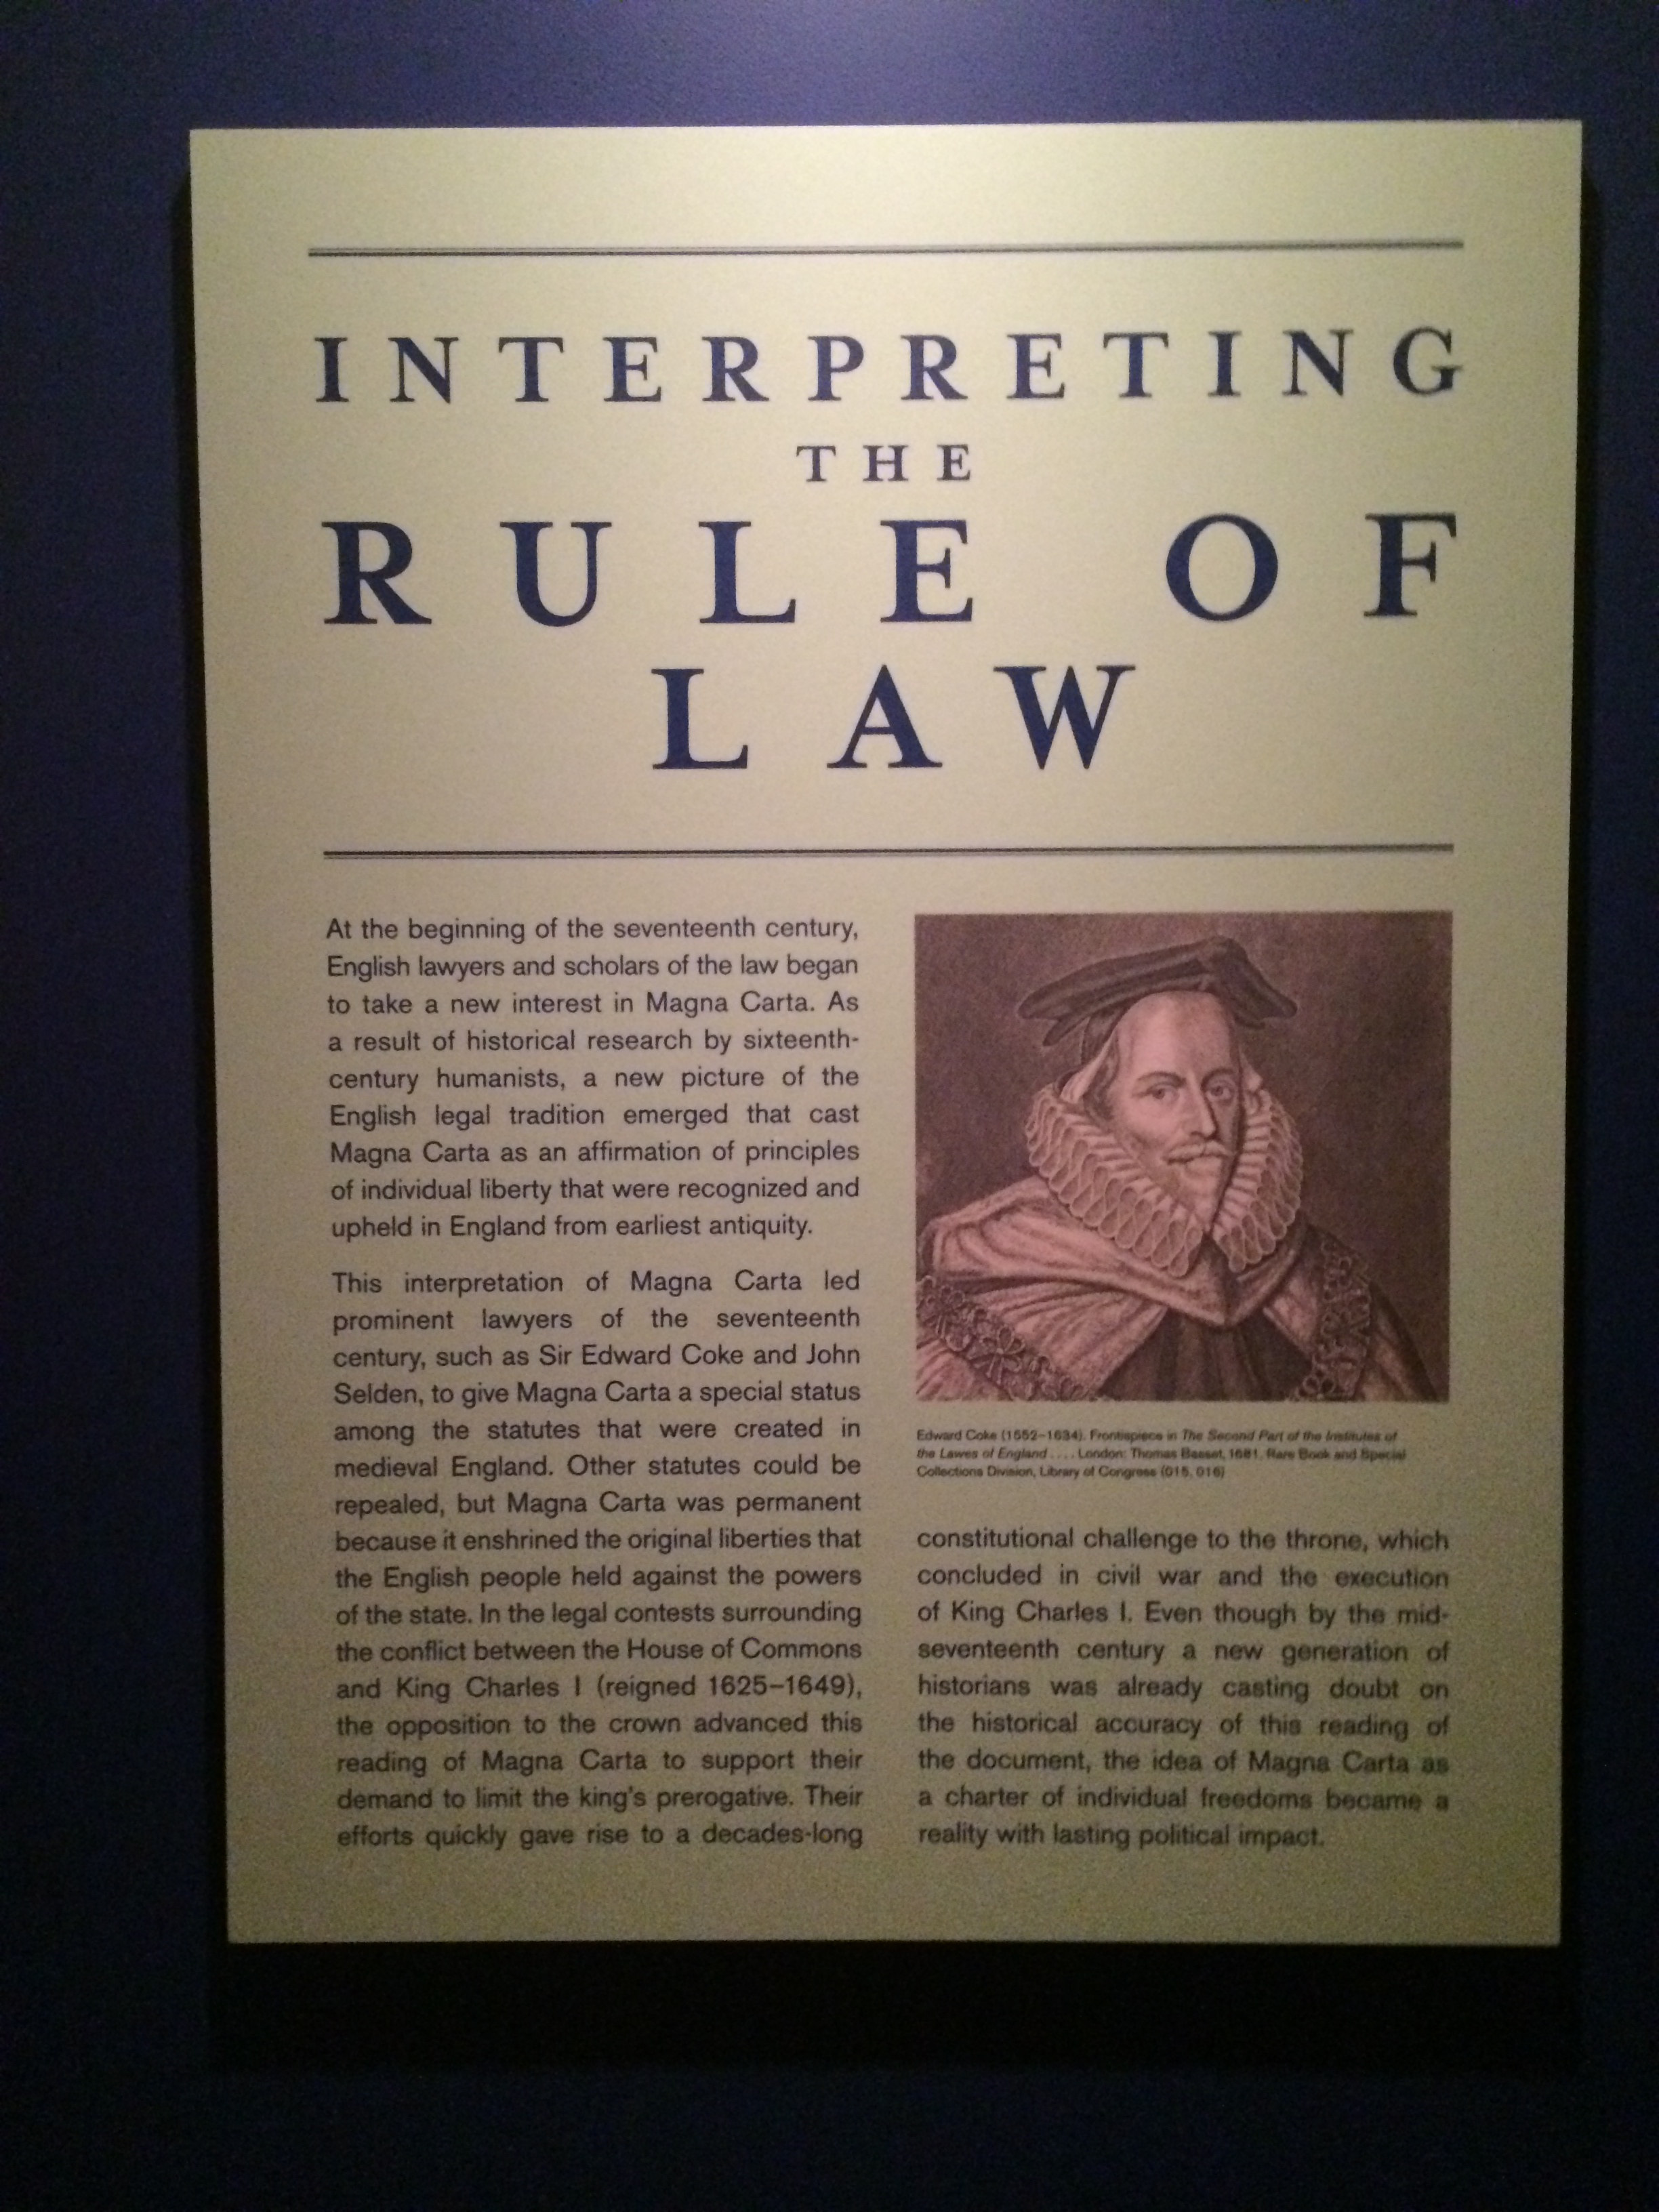 INTERPRETING
THE
RULE OF
LAW
At the beginning of the seventeenth century,
English lawyers and scholars of the law began
to take a new interest in Magna Carta. As
a result of historical research by sixteenth-
century humanists, a new picture of the
English legal tradition emerged that cast
Magna Carta as an affirmation of principles
of individual liberty that were recognized and
upheld in England from earliest antiquity.
This interpretation of Magna Carta led
prominent lawyers of the seventeenth
century, such as Sir Edward Coke and John
Selden, to give Magna Carta a special status
among the statutes that were created in
medieval England. Other statutes could be
repealed, but Magna Carta was permanent
because it enshrined the original liberties that
the English people held against the powers
of the state. In the legal contests surrounding
the conflict between the House of Commons
and King Charles I (reigned 1625–1649),
the opposition to the crown advanced this
reading of Magna Carta to support their
demand to limit the king's prerogative. Their
efforts quickly gave rise to a decades-long
Edward Coke (1552–1634). Frontispiece in The Second Part of the Institutes of
the Lawes of England . . . . London: Thomas Basset, 1681. Rare Book and Special
Collections Division, Library of Congress (015, 016)
constitutional challenge to the throne, which
concluded in civil war and the execution
of King Charles I. Even though by the mid-
seventeenth century a new generation of
historians was already casting doubt on
the historical accuracy of this reading of
the document, the idea of Magna Carta as
a charter of individual freedoms became a
reality with lasting political impact.